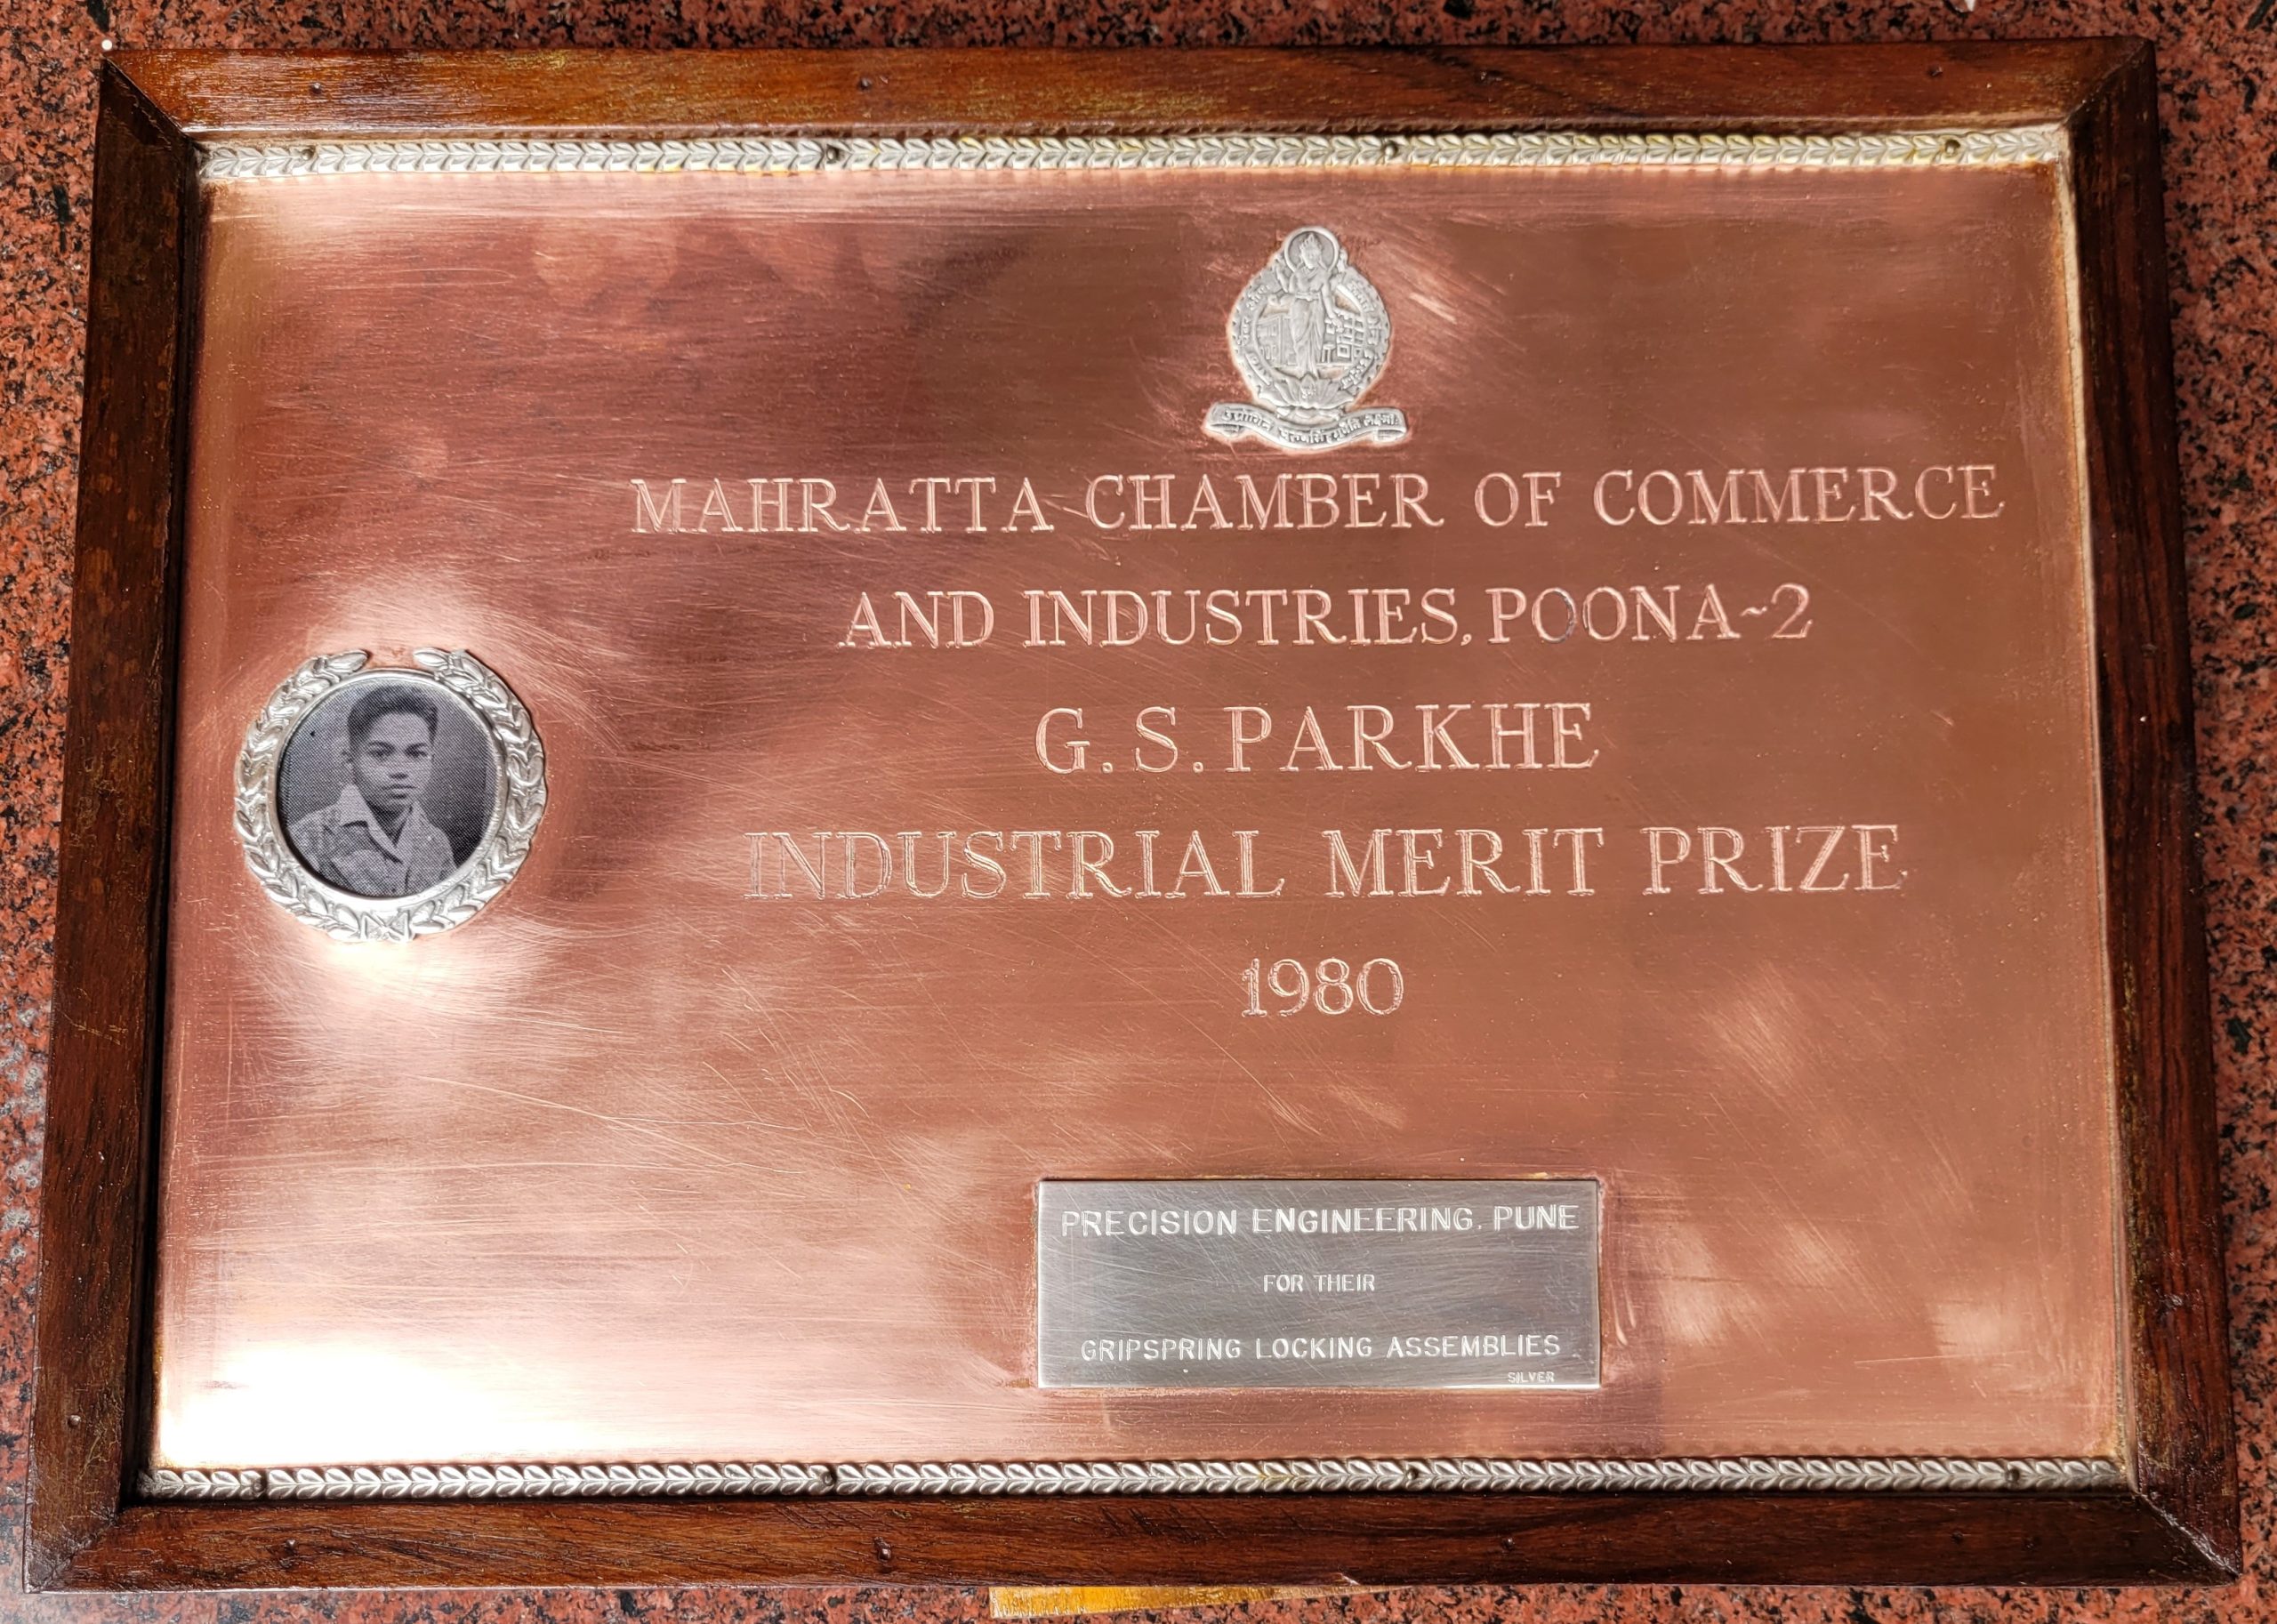 MAHRATTA CHAMBER OF COMMERCE
AND INDUSTRIES, POONA~2
G. S. PARKHE
INDUSTRIAL MERIT PRIZE
1980
PRECISION ENGINEERING, PUNE
FOR THEIR
GRIPSPRING LOCKING ASSEMBLIES
SILVER